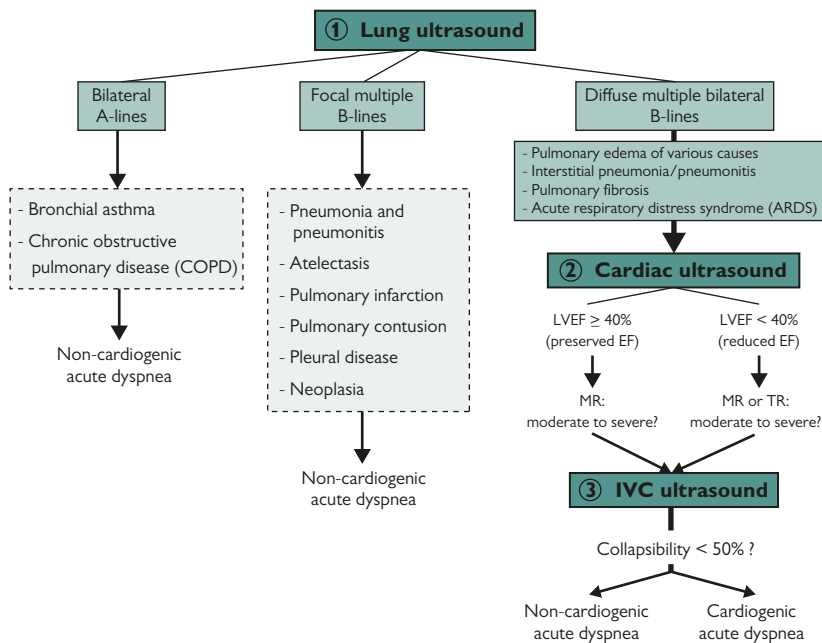 ① Lung ultrasound
Bilateral
A-lines
Focal multiple
B-lines
Diffuse multiple bilateral
B-lines
- Bronchial asthma
- Chronic obstructive
pulmonary disease (COPD)
Non-cardiogenic
acute dyspnea
- Pneumonia and
pneumonitis
- Atelectasis
- Pulmonary infarction
- Pulmonary contusion
- Pleural disease
- Neoplasia
Non-cardiogenic
acute dyspnea
- Pulmonary edema of various causes
- Interstitial pneumonia/pneumonitis
- Pulmonary fibrosis
- Acute respiratory distress syndrome (ARDS)
② Cardiac ultrasound
LVEF ≥ 40%
(preserved EF)
LVEF < 40%
(reduced EF)
MR:
moderate to severe?
MR or TR:
moderate to severe?
③ IVC ultrasound
Collapsibility < 50% ?
Non-cardiogenic
acute dyspnea
Cardiogenic
acute dyspnea